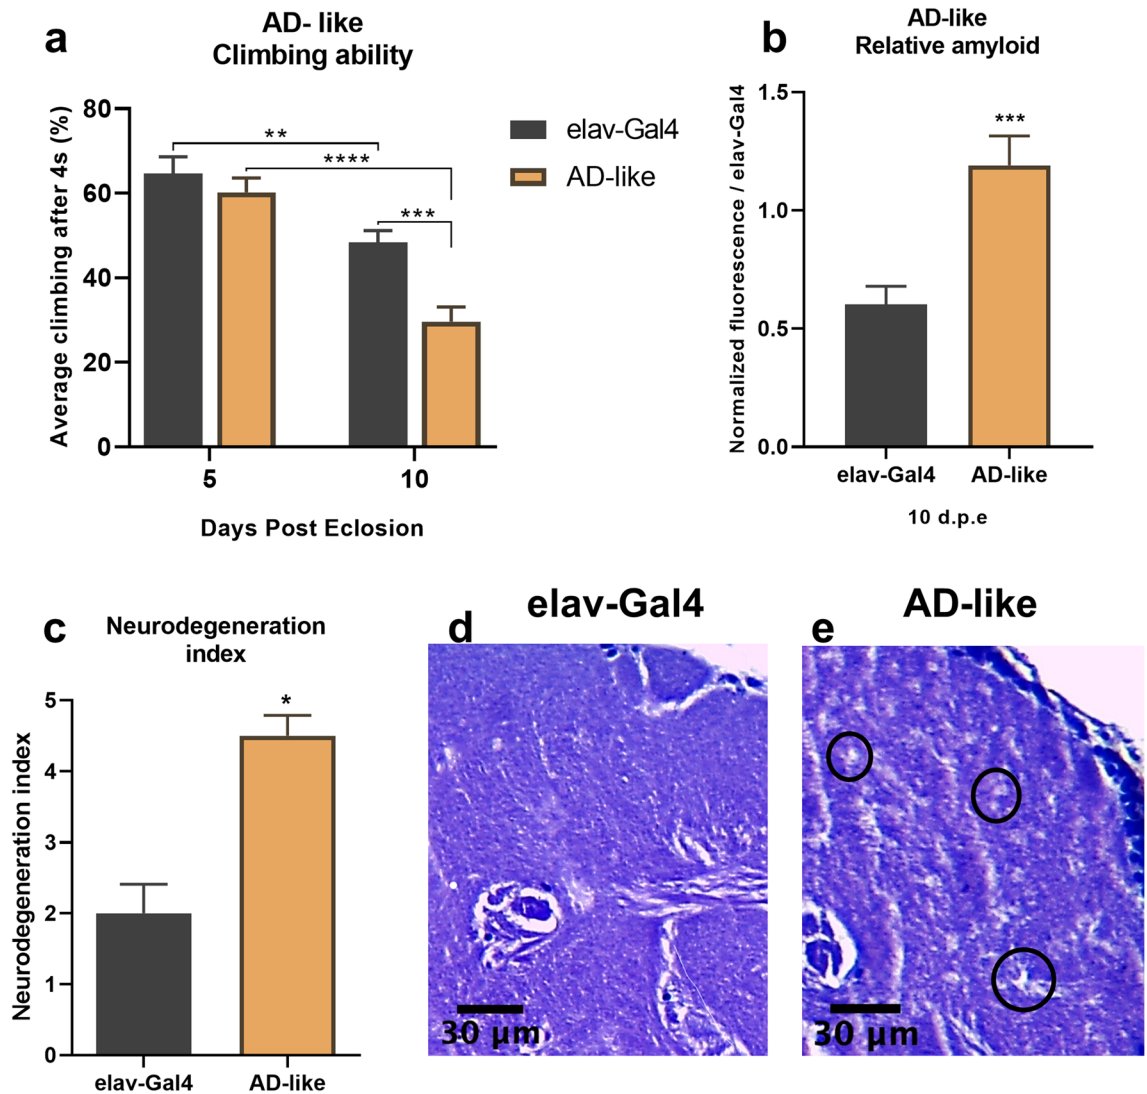 a
AD- like
Climbing ability
Average climbing after 4s (%)
80
60
40
20
0
**
****
***
5
10
Days Post Eclosion
elav-Gal4
AD-like
b
AD-like
Relative amyloid
Normalized fluorescence / elav-Gal4
1.5
1.0
0.5
0.0
***
elav-Gal4
AD-like
10 d.p.e
c
Neurodegeneration
index
Neurodegeneration index
5
4
3
2
1
0
*
elav-Gal4
AD-like
d
elav-Gal4
30 µm
e
AD-like
30 µm